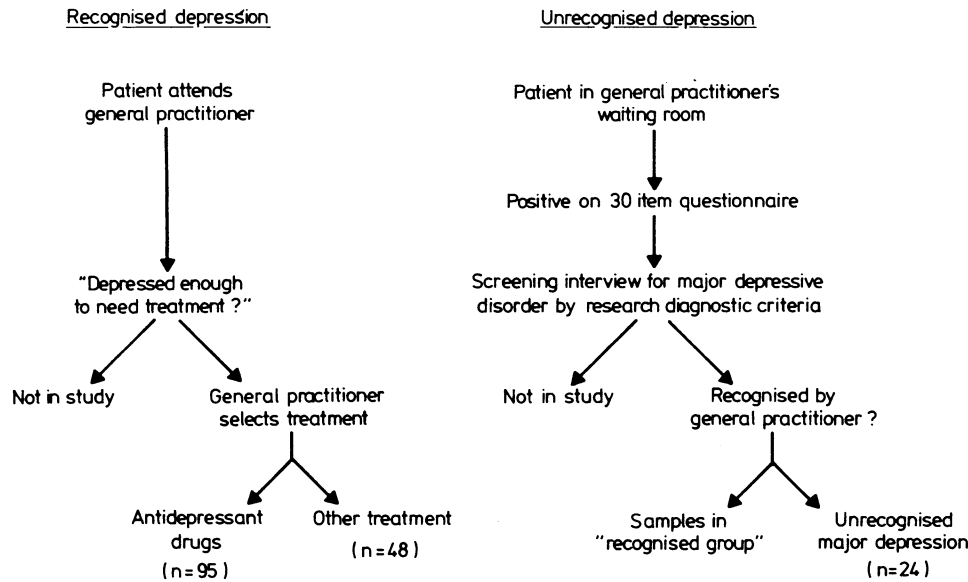 Recognised depression
Patient attends
general practitioner
"Depressed enough
to need treatment ?"
Not in study
General practitioner
selects treatment
Antidepressant
drugs
(n=95)
Other treatment
(n=48)
Unrecognised depression
Patient in general practitioner's
waiting room
Positive on 30 item questionnaire
Screening interview for major depressive
disorder by research diagnostic criteria
Not in study
Recognised by
general practitioner ?
Samples in
"recognised group"
Unrecognised
major depression
(n=24)